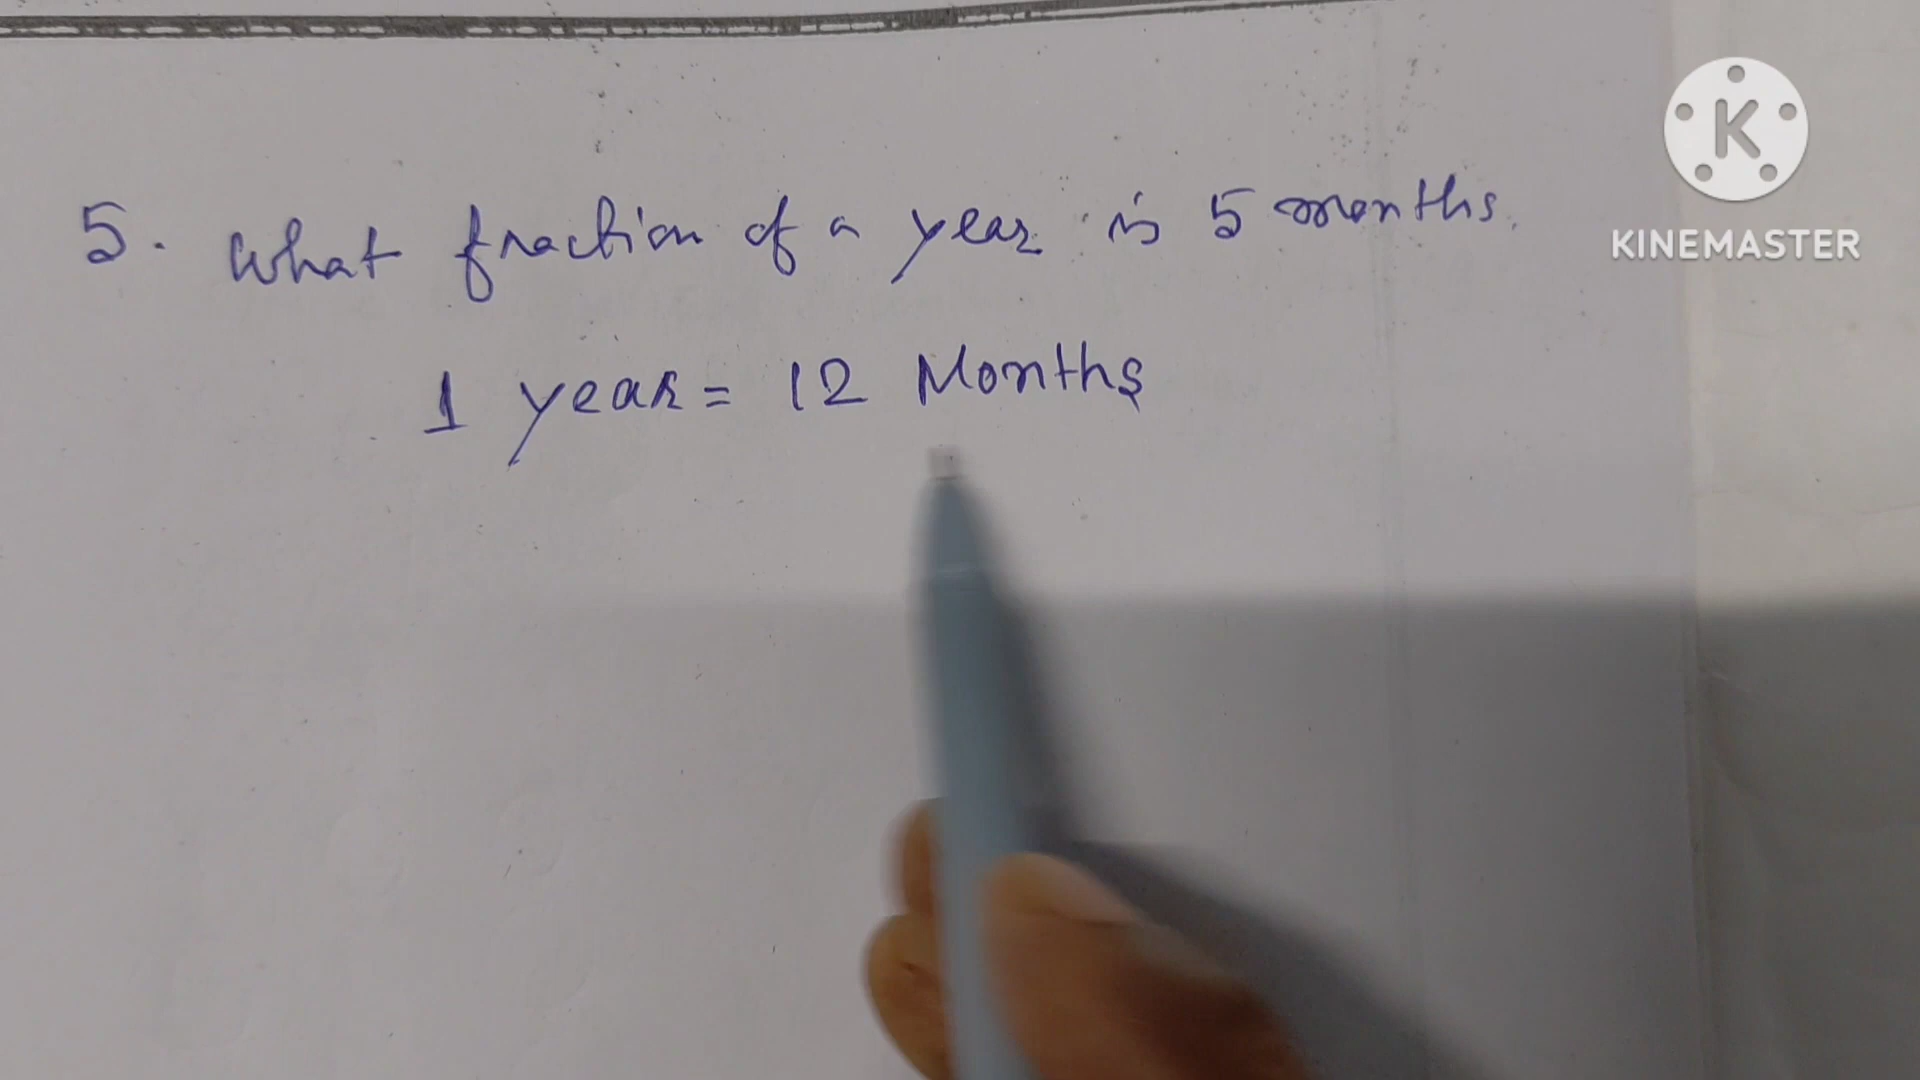 5. What fraction of a year is 5 months.
1 year = 12 Months
K
KINEMASTER